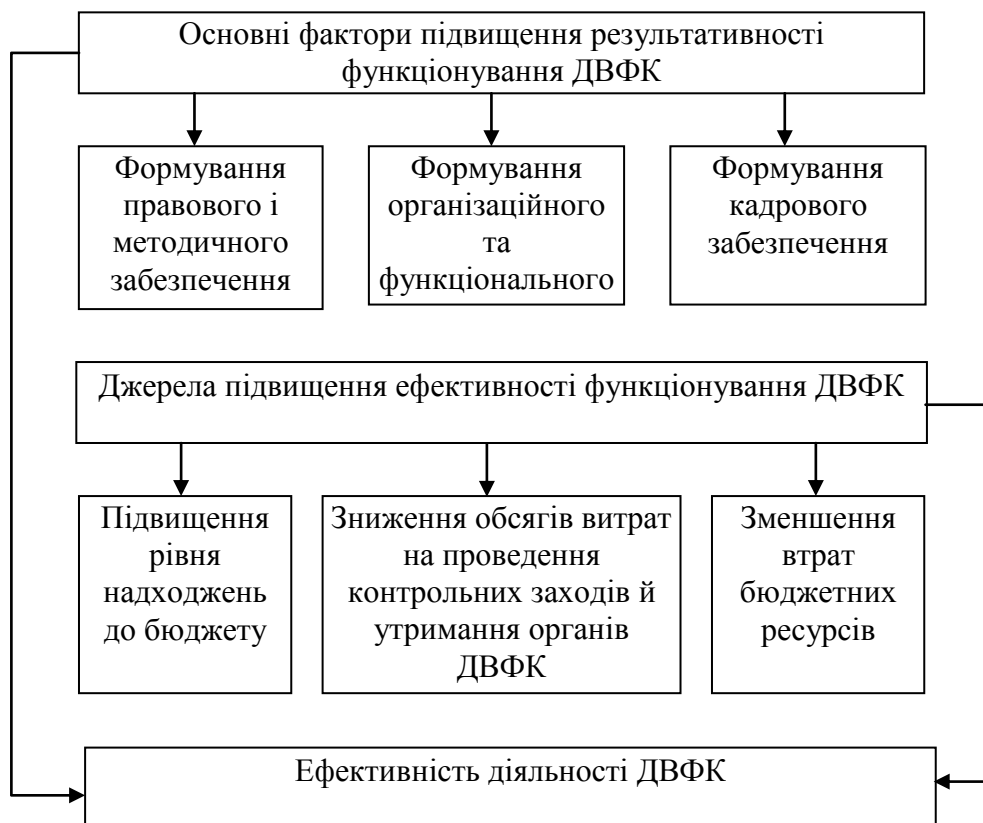 Основні фактори підвищення результативності
функціонування ДВФК
Формування
правового і
методичного
забезпечення
Формування
організаційного
та
функціонального
Формування
кадрового
забезпечення
Джерела підвищення ефективності функціонування ДВФК
Підвищення
рівня
надходжень
до бюджету
Зниження обсягів витрат
на проведення
контрольних заходів й
утримання органів
ДВФК
Зменшення
втрат
бюджетних
ресурсів
Ефективність діяльності ДВФК